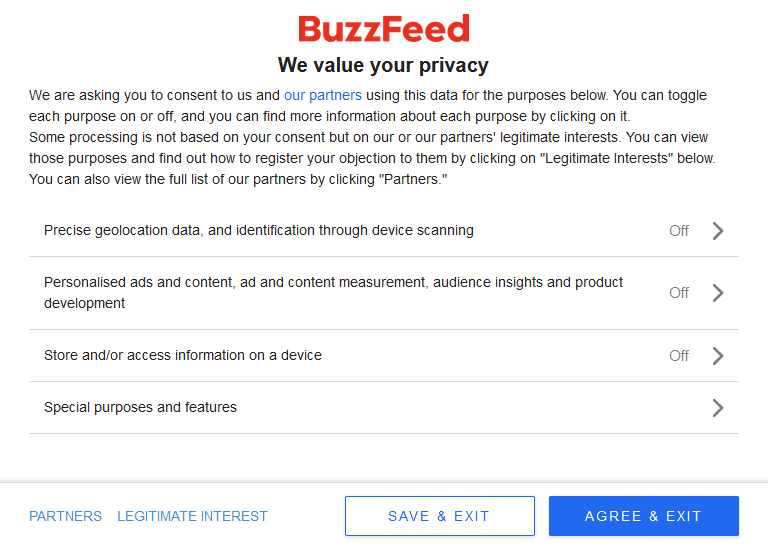 BuzzFeed
We value your privacy
We are asking you to consent to us and our partners using this data for the purposes below. You can toggle
each purpose on or off, and you can find more information about each purpose by clicking on it.
Some processing is not based on your consent but on our or our partners' legitimate interests. You can view
those purposes and find out how to register your objection to them by clicking on "Legitimate Interests" below.
You can also view the full list of our partners by clicking "Partners."
Precise geolocation data, and identification through device scanning Off
Personalised ads and content, ad and content measurement, audience insights and product
development Off
Store and/or access information on a device Off
Special purposes and features
PARTNERS LEGITIMATE INTEREST SAVE & EXIT AGREE & EXIT